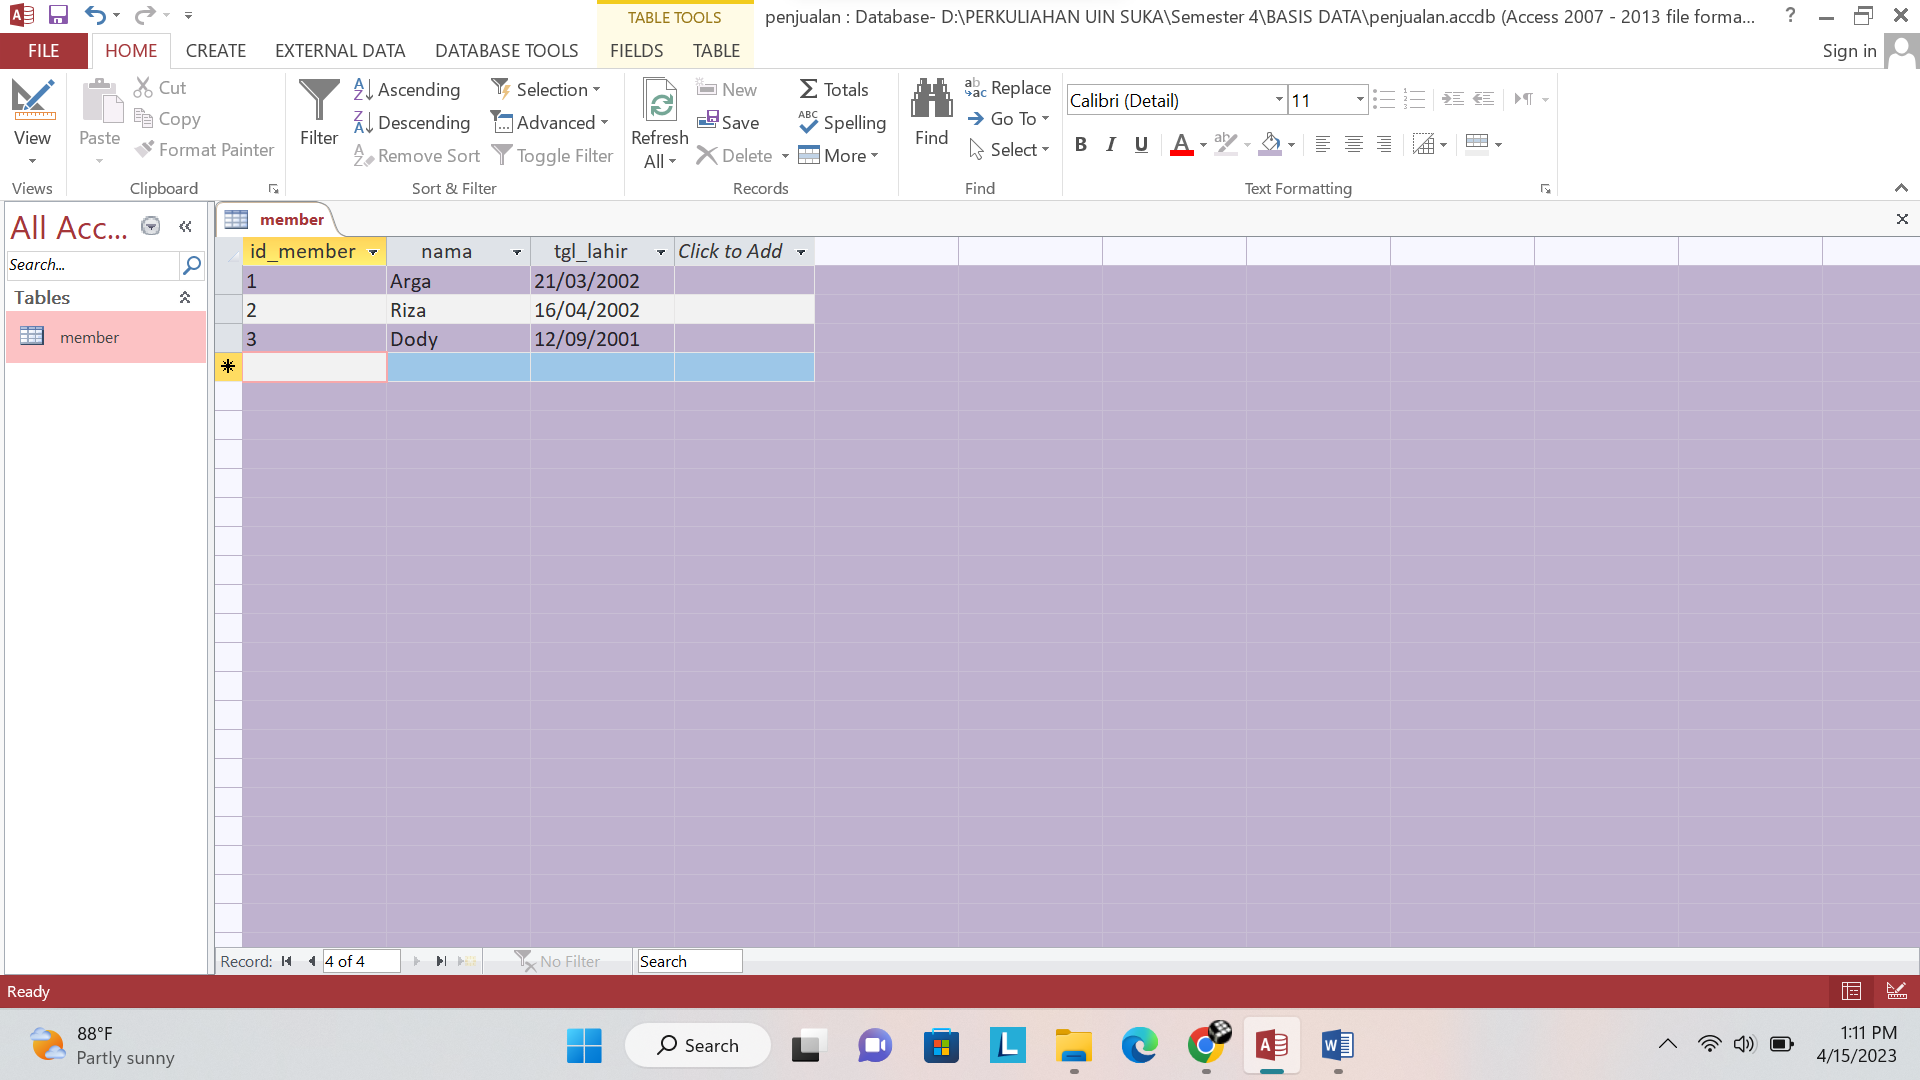 TABLE TOOLS
penjualan : Database- D:\PERKULIAHAN UIN SUKA\Semester 4\BASIS DATA\penjualan.accdb (Access 2007 - 2013 file forma...
?
FILE HOME CREATE EXTERNAL DATA DATABASE TOOLS FIELDS TABLE Sign in
View
Views
Paste
Cut
Copy
Format Painter
Clipboard
Filter
Ascending
Descending
Remove Sort
Selection
Advanced
Toggle Filter
Sort & Filter
Refresh
All
New
Save
Delete
Totals
Spelling
More
Records
Find
Replace
Go To
Select
Find
Calibri (Detail) 11
B I U A
Text Formatting
All Acc...
Search...
Tables
member
member
id_member nama tgl_lahir Click to Add
1 Arga 21/03/2002
2 Riza 16/04/2002
3 Dody 12/09/2001
Record: 4 of 4 No Filter Search
Ready
88°F
Partly sunny
Search
1:11 PM
4/15/2023